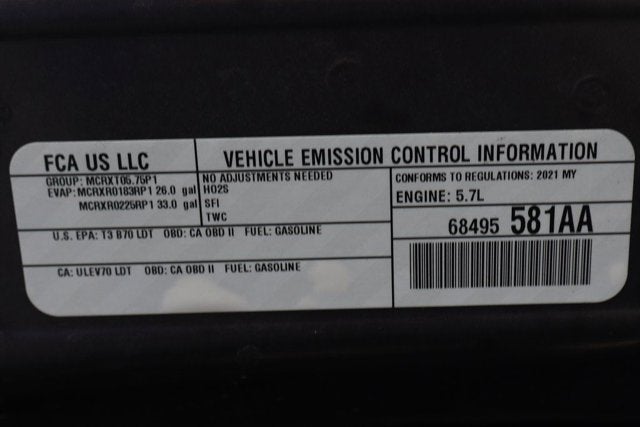 FCA US LLC
VEHICLE EMISSION CONTROL INFORMATION
GROUP: MCRXT05.75P1
EVAP: MCRXR0183RP1 26.0 gal
MCRXR0225RP1 33.0 gal
NO ADJUSTMENTS NEEDED
HO2S
SFI
TWC
CONFORMS TO REGULATIONS: 2021 MY
ENGINE: 5.7L
U.S. EPA: T3 B70 LDT OBD: CA OBD II FUEL: GASOLINE
CA: ULEV70 LDT OBD: CA OBD II FUEL: GASOLINE
68495 581AA